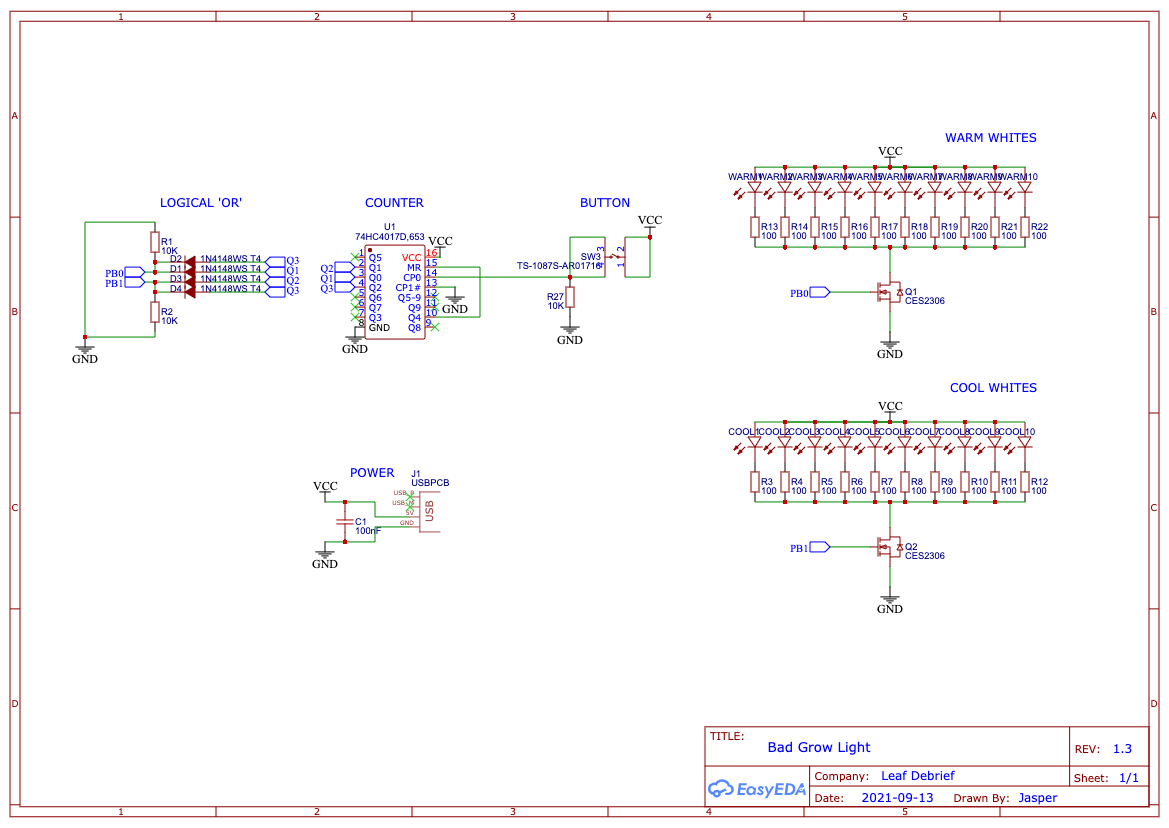 1 2 3 4 5
A A
B B
C C
D D
LOGICAL 'OR'
R1
10K
D2 1N4148WS T4 Q3
D1 1N4148WS T4 Q1
D3 1N4148WS T4 Q2
D4 1N4148WS T4 Q3
PB0
PB1
R2
10K
GND
COUNTER
U1
74HC4017D,653
VCC
1 Q5 VCC 16
Q2 2 Q1 MR 15
Q1 3 Q0 CP0 14
Q3 4 Q2 CP1# 13
5 Q6 Q5-9 12
6 Q7 Q9 11
7 Q3 Q4 10
8 GND Q8 9
GND
GND
BUTTON
VCC
SW3
TS-1087S-AR01716
3 2
4 1
R27
10K
GND
WARM WHITES
VCC
WARM1 WARM2 WARM3 WARM4 WARM5 WARM6 WARM7 WARM8 WARM9 WARM10
R13 R14 R15 R16 R17 R18 R19 R20 R21 R22
100 100 100 100 100 100 100 100 100 100
PB0
Q1
CES2306
GND
COOL WHITES
VCC
COOL1 COOL2 COOL3 COOL4 COOL5 COOL6 COOL7 COOL8 COOL9 COOL10
R3 R4 R5 R6 R7 R8 R9 R10 R11 R12
100 100 100 100 100 100 100 100 100 100
PB1
Q2
CES2306
GND
POWER
J1
USBPCB
VCC
5V
GND
USB
C1
100nF
GND
TITLE:
Bad Grow Light
REV: 1.3
EasyEDA
Company: Leaf Debrief
Sheet: 1/1
Date: 2021-09-13 Drawn By: Jasper
1 2 3 4 5